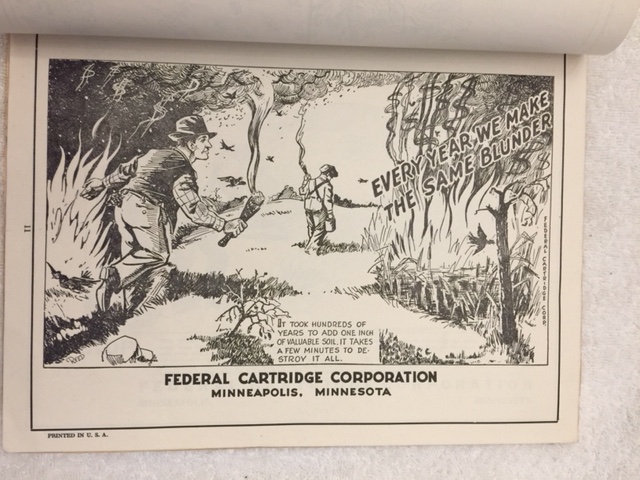 EVERY YEAR WE MAKE
THE SAME BLUNDER
FEDERAL CARTRIDGE CORP.
11
IT TOOK HUNDREDS OF
YEARS TO ADD ONE INCH
OF VALUABLE SOIL, IT TAKES
A FEW MINUTES TO DE-
STROY IT ALL.
FEDERAL CARTRIDGE CORPORATION
MINNEAPOLIS, MINNESOTA
PRINTED IN U. S. A.